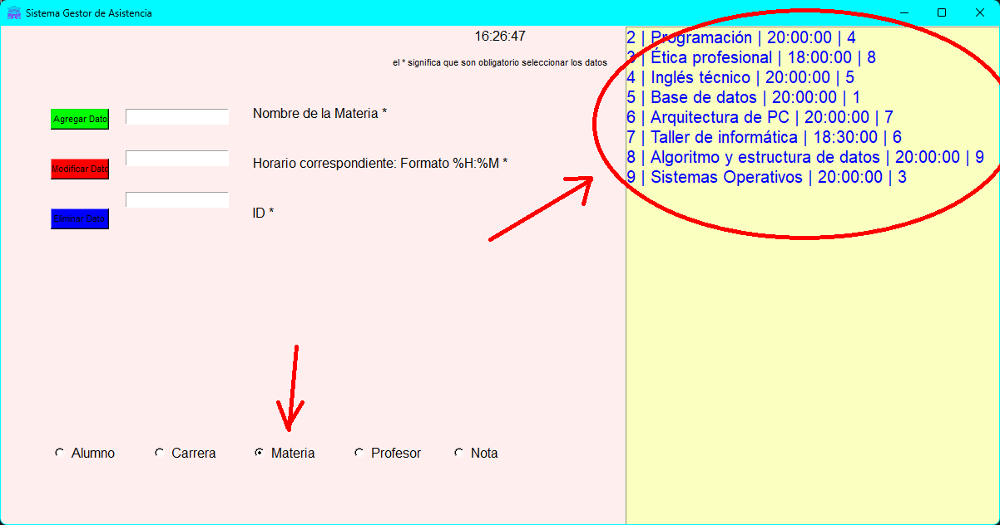 Sistema Gestor de Asistencia
16:26:47
el * significa que son obligatorio seleccionar los datos
Agregar Dato
Nombre de la Materia *
Modificar Dato
Horario correspondiente: Formato %H:%M *
Eliminar Dato
ID *
Alumno
Carrera
Materia
Profesor
Nota
2 | Programación | 20:00:00 | 4
3 | Ética profesional | 18:00:00 | 8
4 | Inglés técnico | 20:00:00 | 5
5 | Base de datos | 20:00:00 | 1
6 | Arquitectura de PC | 20:00:00 | 7
7 | Taller de informática | 18:30:00 | 6
8 | Algoritmo y estructura de datos | 20:00:00 | 9
9 | Sistemas Operativos | 20:00:00 | 3